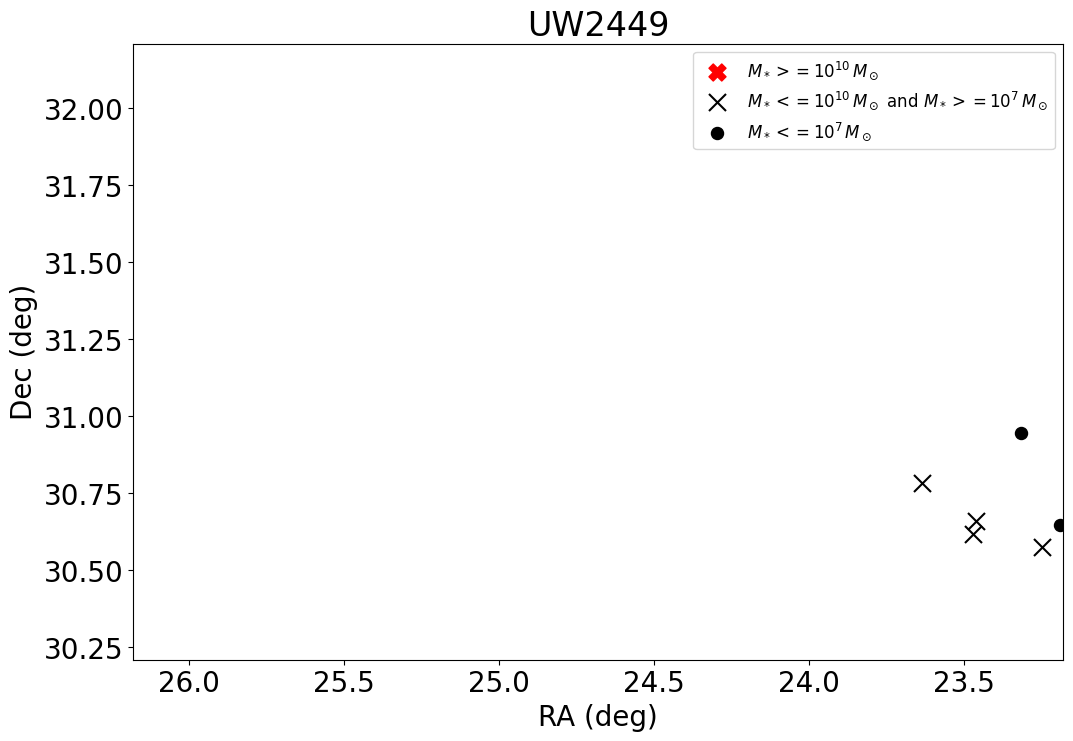 UW2449
M* >= 10^10 M⊙
M* <= 10^10 M⊙ and M* >= 10^7 M⊙
M* <= 10^7 M⊙
32.00
31.75
31.50
31.25
31.00
30.75
30.50
30.25
Dec (deg)
26.0 25.5 25.0 24.5 24.0 23.5
RA (deg)